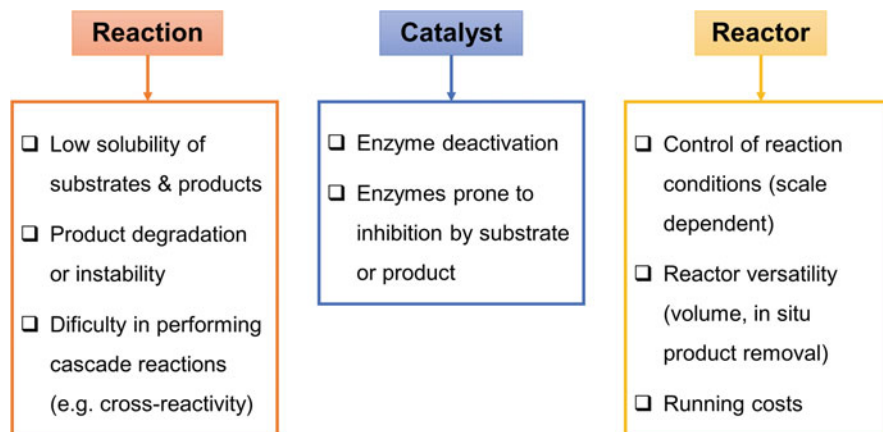 Reaction
Low solubility of
substrates & products
Product degradation
or instability
Dificulty in performing
cascade reactions
(e.g. cross-reactivity)
Catalyst
Enzyme deactivation
Enzymes prone to
inhibition by substrate
or product
Reactor
Control of reaction
conditions (scale
dependent)
Reactor versatility
(volume, in situ
product removal)
Running costs